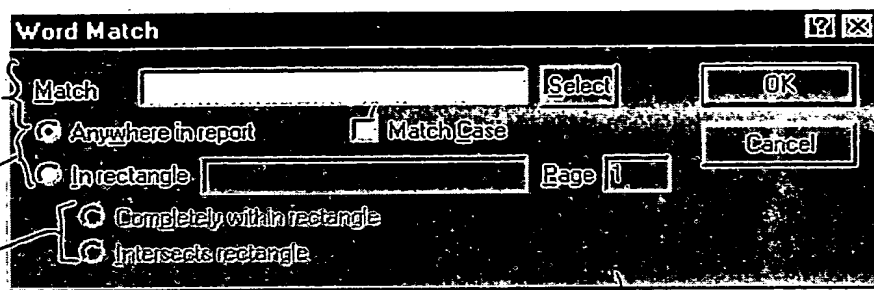 Word Match
Match Select OK
Anywhere in report Match Case Cancel
In rectangle Page 1
Completely within rectangle
Intersects rectangle